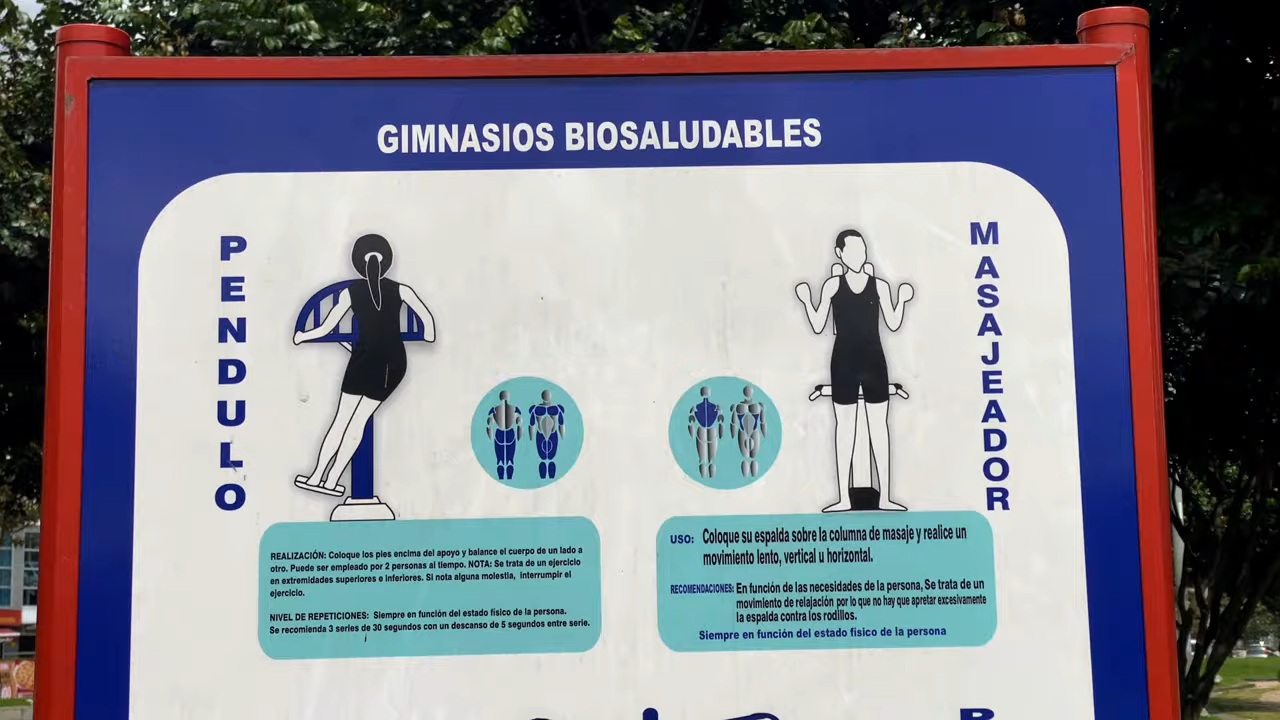 GIMNASIOS BIOSALUDABLES
PENDULO
MASAJEADOR
REALIZACIÓN: Coloque los pies encima del apoyo y balance el cuerpo de un lado a
otro. Puede ser empleado por 2 personas al tiempo. NOTA: Se trata de un ejercicio
en extremidades superiores e inferiores. Si nota alguna molestia, interrumpir el
ejercicio.
NIVEL DE REPETICIONES: Siempre en función del estado físico de la persona.
Se recomienda 3 series de 30 segundos con un descanso de 5 segundos entre serie.
USO: Coloque su espalda sobre la columna de masaje y realice un
movimiento lento, vertical u horizontal.
RECOMENDACIONES: En función de las necesidades de la persona, Se trata de un
movimiento de relajación por lo que no hay que apretar excesivamente
la espalda contra los rodillos.
Siempre en función del estado físico de la persona